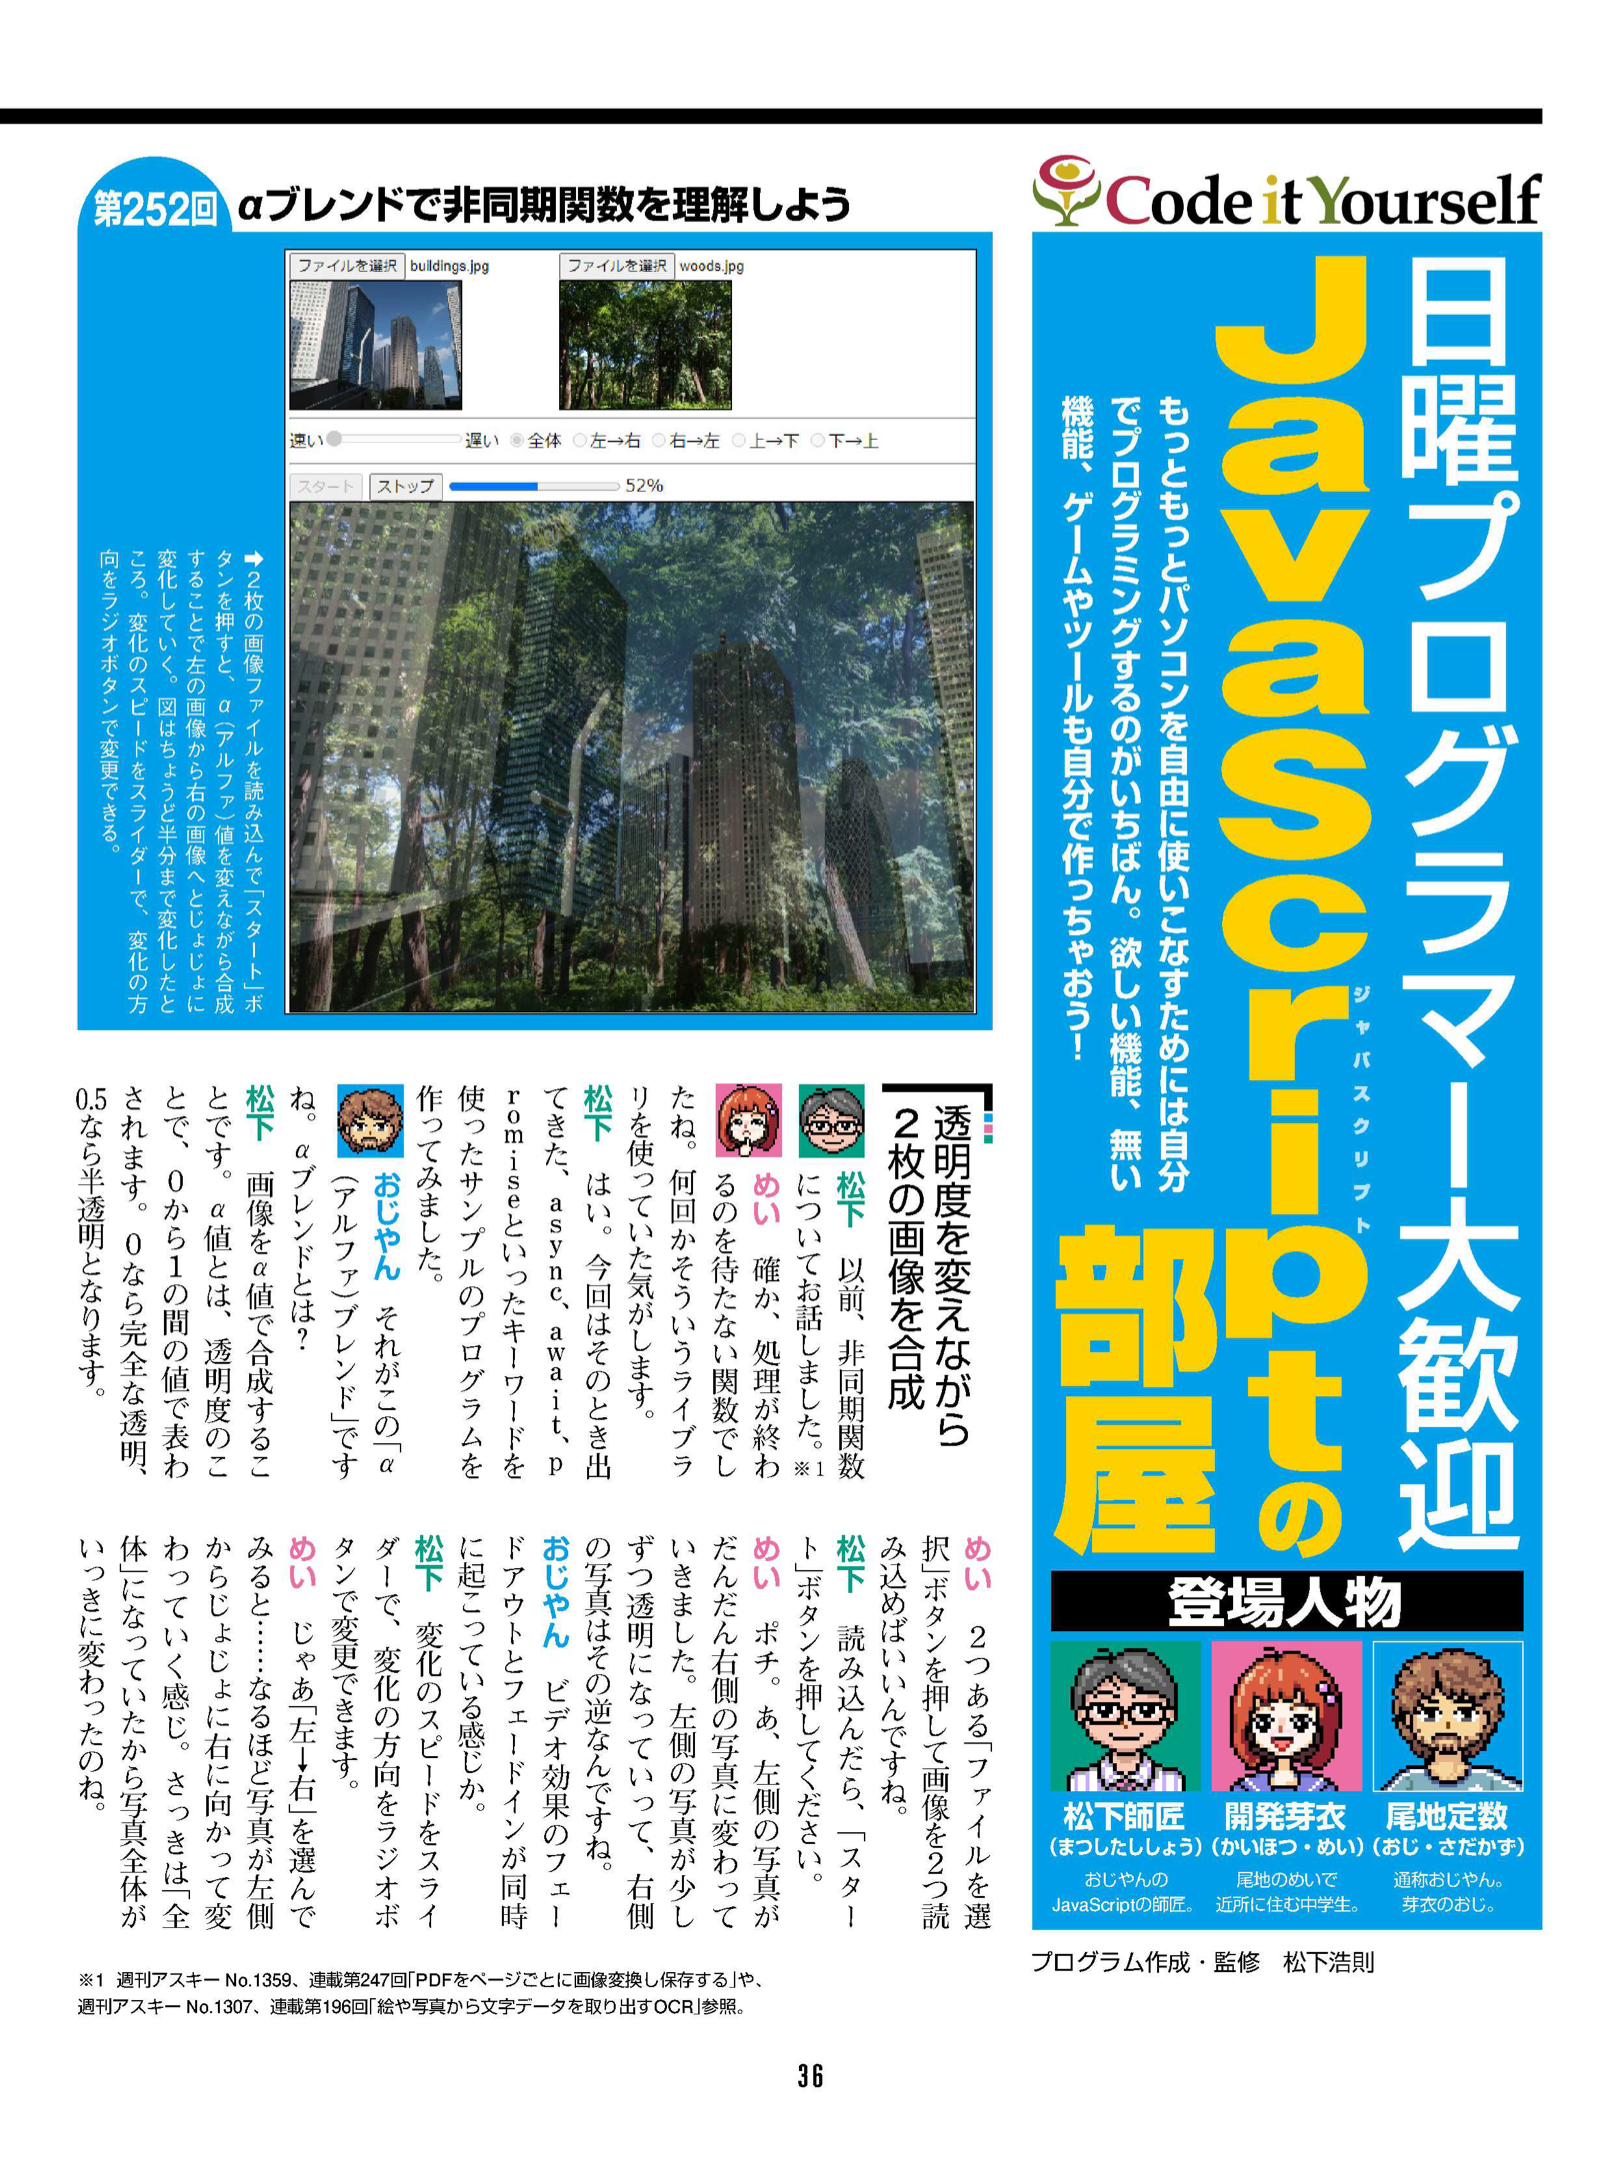 Code it Yourself
日曜プログラマー大歓迎
JavaScriptの
ジャバスクリプト
部屋
もっともっとパソコンを自由に使いこなすためには自分
でプログラミングするのがいちばん。欲しい機能、無い
機能、ゲームやツールも自分で作っちゃおう！
登場人物
松下師匠
（まつしたししょう）
おじやんの
JavaScriptの師匠。
開発芽衣
（かいほつ・めい）
尾地のめいで
近所に住む中学生。
尾地定数
（おじ・さだかず）
通称おじやん。
芽衣のおじ。
プログラム作成・監修　松下浩則
第252回
αブレンドで非同期関数を理解しよう
ファイルを選択 buildings.jpg
ファイルを選択 woods.jpg
速い 遅い 全体 左→右 右→左 上→下 下→上
スタート ストップ 52%
➡２枚の画像ファイルを読み込んで「スタート」ボ
タンを押すと、α（アルファ）値を変えながら合成
することで左の画像から右の画像へとじょじょに
変化していく。図はちょうど半分まで変化したと
ころ。変化のスピードをスライダーで、変化の方
向をラジオボタンで変更できる。
透明度を変えながら
２枚の画像を合成
松下　以前、非同期関数
についてお話しました。※1
めい　確か、処理が終わ
るのを待たない関数でし
たね。何回かそういうライブラ
リを使っていた気がします。
松下　はい。今回はそのとき出
てきた、async、await、p
romiseといったキーワードを
使ったサンプルのプログラムを
作ってみました。
おじやん　それがこの「α
（アルファ）ブレンド」です
ね。αブレンドとは？
松下　画像をα値で合成するこ
とです。α値とは、透明度のこ
とで、0から1の間の値で表わ
されます。0なら完全な透明、
0.5なら半透明となります。
めい　２つある「ファイルを選
択」ボタンを押して画像を２つ読
み込めばいいんですね。
松下　読み込んだら、「スター
ト」ボタンを押してください。
めい　ポチ。あ、左側の写真が
だんだん右側の写真に変わって
いきました。左側の写真が少し
ずつ透明になっていって、右側
の写真はその逆なんですね。
おじやん　ビデオ効果のフェー
ドアウトとフェードインが同時
に起こっている感じか。
松下　変化のスピードをスライ
ダーで、変化の方向をラジオボ
タンで変更できます。
めい　じゃあ「左→右」を選んで
みると……なるほど写真が左側
からじょじょに右に向かって変
わっていく感じ。さっきは「全
体」になっていたから写真全体が
いっきに変わったのね。
※1　週刊アスキー No.1359、連載第247回「PDFをページごとに画像変換し保存する」や、
週刊アスキー No.1307、連載第196回「絵や写真から文字データを取り出すOCR」参照。
36